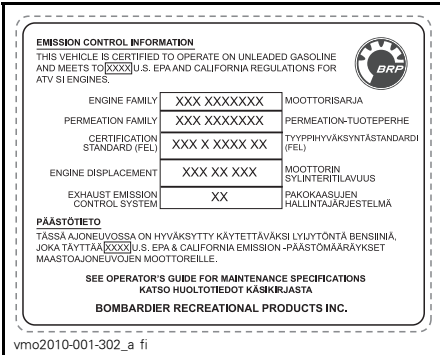 EMISSION CONTROL INFORMATION
THIS VEHICLE IS CERTIFIED TO OPERATE ON UNLEADED GASOLINE
AND MEETS TO XXXX U.S. EPA AND CALIFORNIA REGULATIONS FOR
ATV SI ENGINES.
BRP
ENGINE FAMILY XXX XXXXXXX MOOTTORISARJA
PERMEATION FAMILY XXX XXXXXXX PERMEATION-TUOTEPERHE
CERTIFICATION STANDARD (FEL) XXX X XXXX XX TYYPPIHYVÄKSYNTÄSTANDARDI (FEL)
ENGINE DISPLACEMENT XXX XX XXX MOOTTORIN SYLINTERITILAVUUS
EXHAUST EMISSION CONTROL SYSTEM XX PAKOKAASUJEN HALLINTAJÄRJESTELMÄ
PÄÄSTÖTIETO
TÄSSÄ AJONEUVOSSA ON HYVÄKSYTTY KÄYTETTÄVÄKSI LYIJYTÖNTÄ BENSIINIÄ,
JOKA TÄYTTÄÄ XXXX U.S. EPA & CALIFORNIA EMISSION -PÄÄSTÖMÄÄRÄYKSET
MAASTOAJONEUVOJEN MOOTTOREILLE.
SEE OPERATOR'S GUIDE FOR MAINTENANCE SPECIFICATIONS
KATSO HUOLTOTIEDOT KÄSIKIRJASTA
BOMBARDIER RECREATIONAL PRODUCTS INC.
vmo2010-001-302_a fi